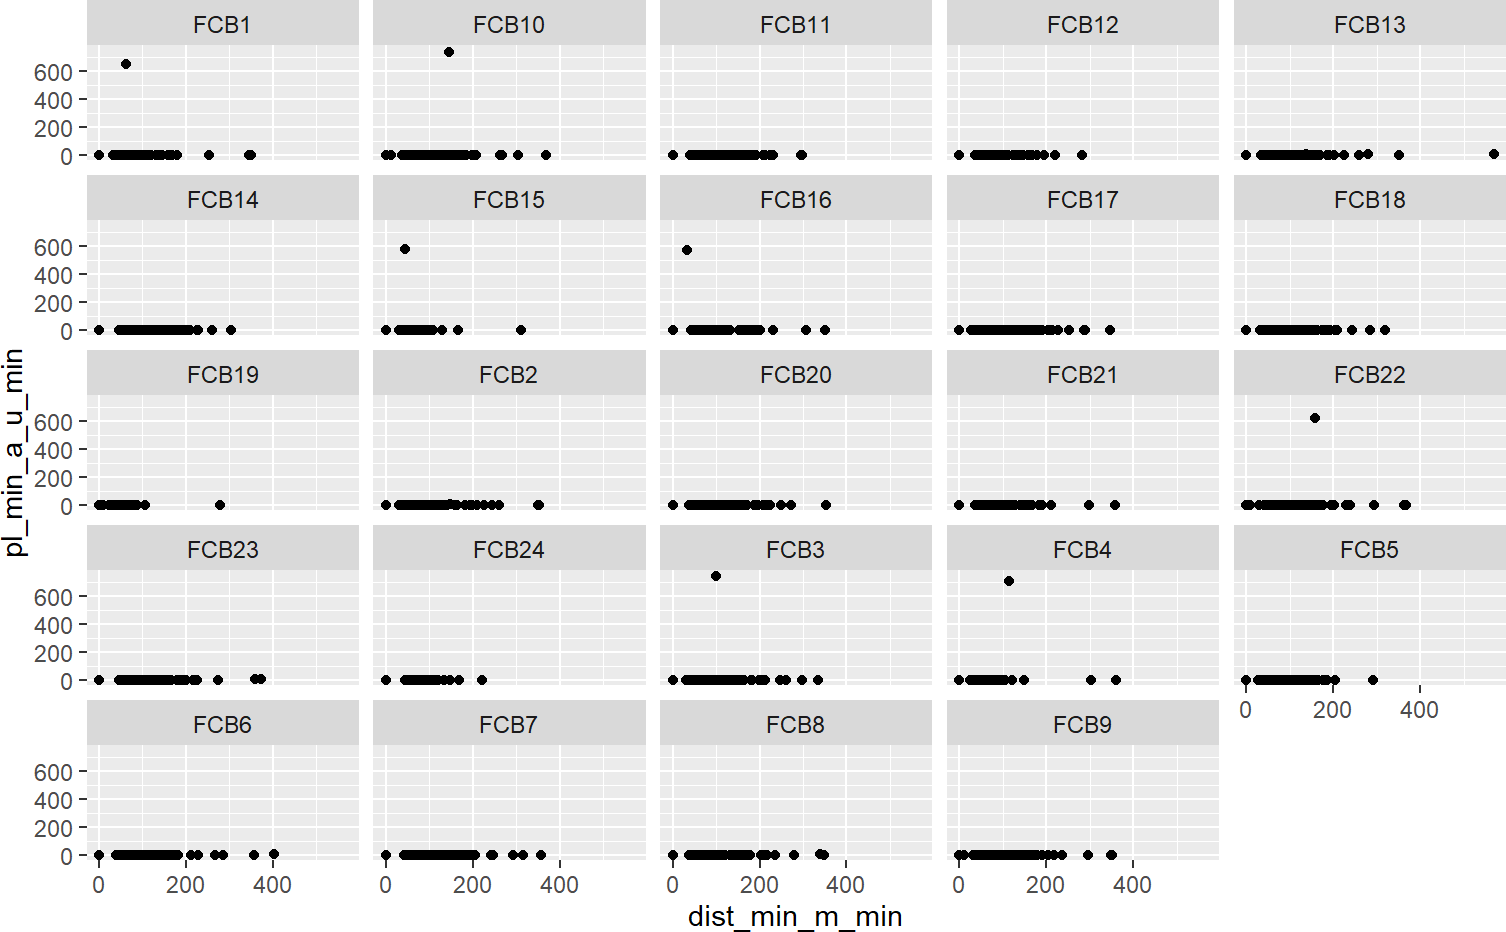 FCB1 FCB10 FCB11 FCB12 FCB13
600
400
200
0
FCB14 FCB15 FCB16 FCB17 FCB18
600
400
200
0
FCB19 FCB2 FCB20 FCB21 FCB22
600
400
200
0
pl_min_a_u_min
FCB23 FCB24 FCB3 FCB4 FCB5
600
400
200
0
0 200 400
FCB6 FCB7 FCB8 FCB9
600
400
200
0
0 200 400 0 200 400 0 200 400 0 200 400
dist_min_m_min